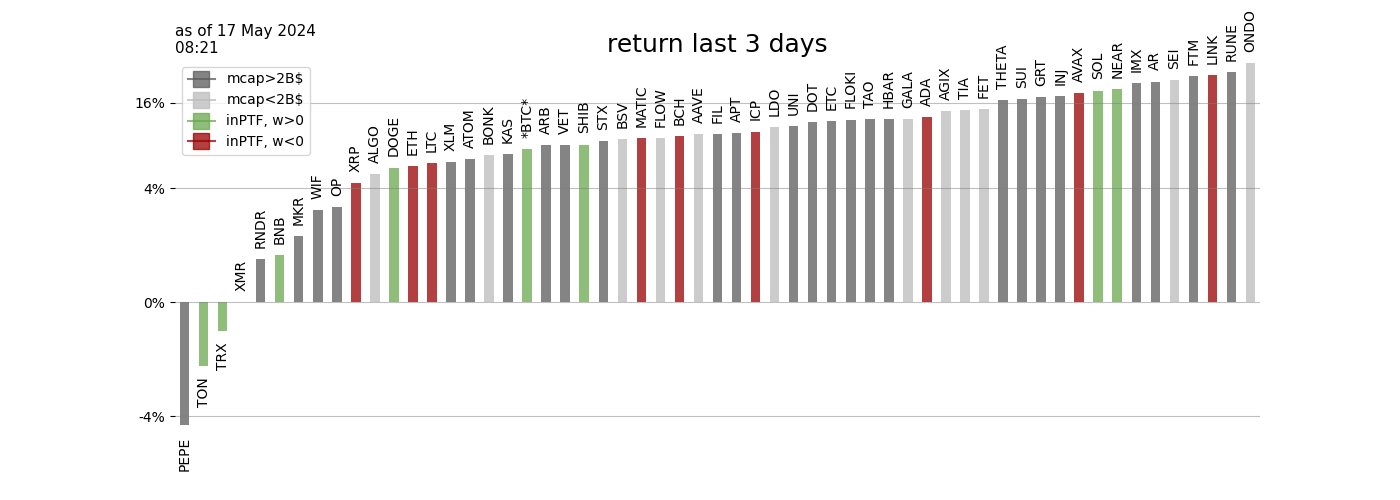 as of 17 May 2024
08:21
return last 3 days
mcap>2B$
mcap<2B$
inPTF, w>0
inPTF, w<0
16%
4%
0%
-4%
PEPE
TON
TRX
XMR
RNDR
BNB
MKR
WIF
OP
XRP
ALGO
DOGE
ETH
LTC
XLM
ATOM
BONK
KAS
*BTC*
ARB
VET
SHIB
STX
BSV
MATIC
FLOW
BCH
AAVE
FIL
APT
ICP
LDO
UNI
DOT
ETC
FLOKI
TAO
HBAR
GALA
ADA
AGIX
TIA
FET
THETA
SUI
GRT
INJ
AVAX
SOL
NEAR
IMX
AR
SEI
FTM
LINK
RUNE
ONDO